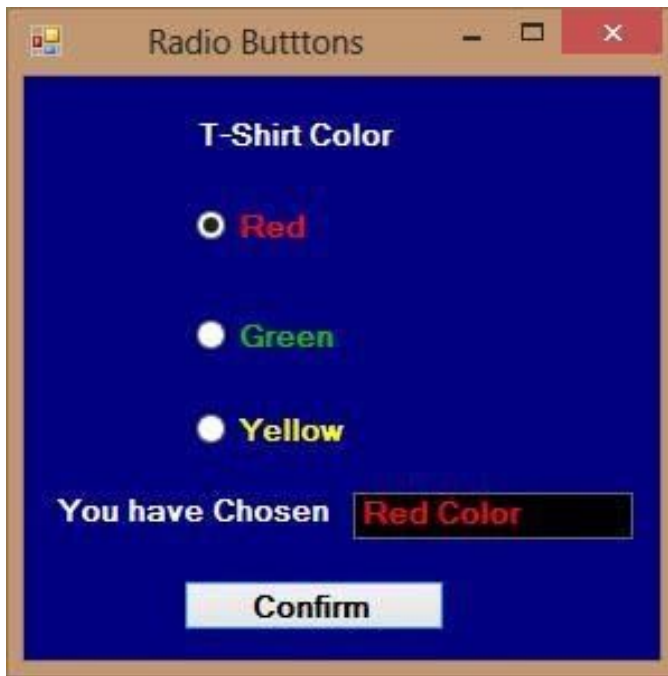 Radio Butttons
T-Shirt Color
Red
Green
Yellow
You have Chosen Red Color
Confirm